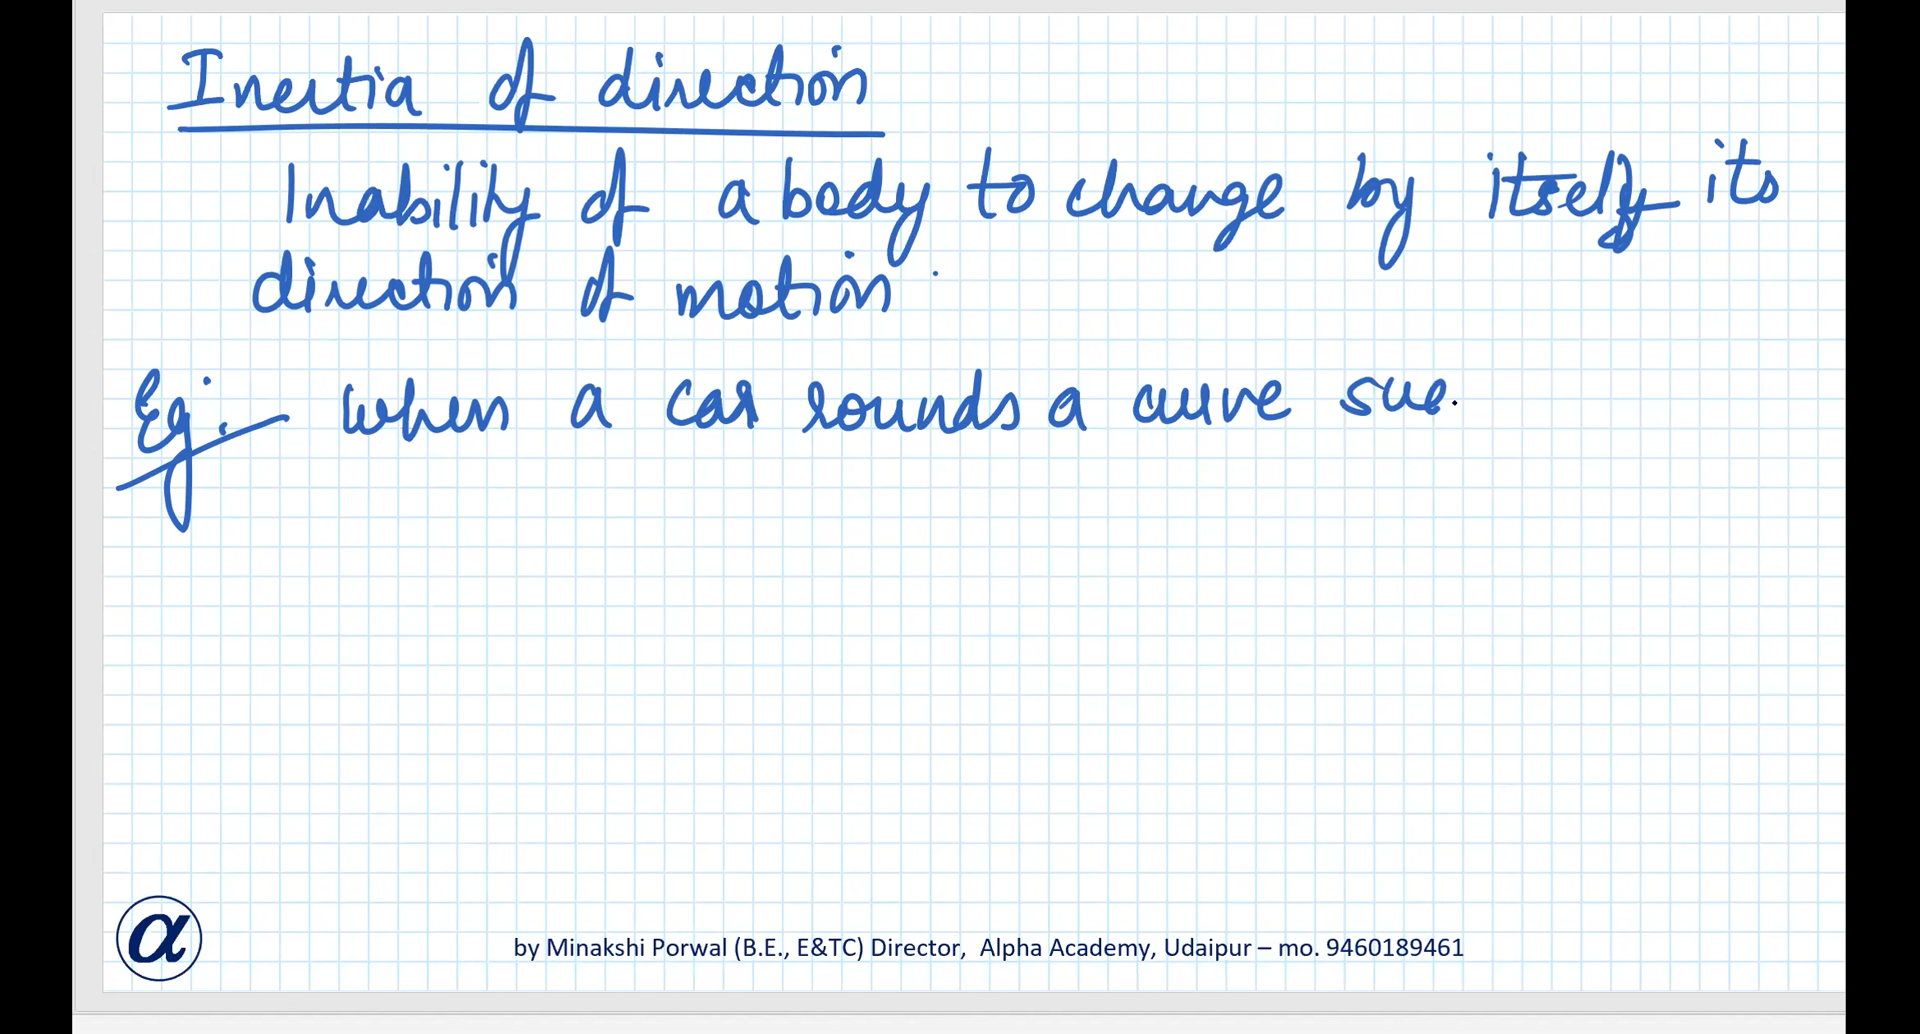 Inertia of direction
Inability of a body to change by itself its
direction of motion.
Eg:- when a car rounds a curve sud
α
by Minakshi Porwal (B.E., E&TC) Director, Alpha Academy, Udaipur – mo. 9460189461